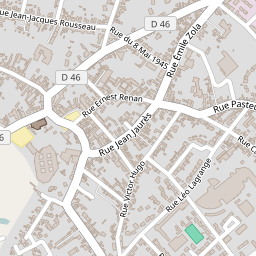 Rue Jean-Jacques Rousseau
D 46
Rue du 8 Mai 1945
Rue Émile Zola
D 46
Rue Ernest Renan
Rue Paste
Rue Jean Jaurès
Rue Victor Hugo
Rue Léo Lagrange